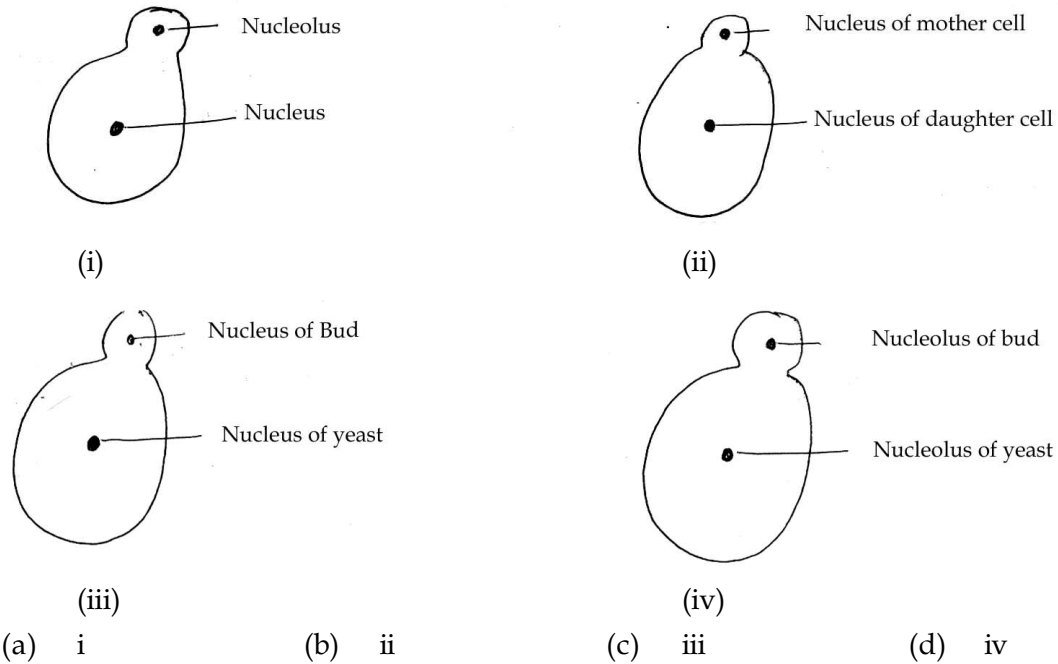 Nucleolus
Nucleus
(i)
Nucleus of mother cell
Nucleus of daughter cell
(ii)
Nucleus of Bud
Nucleus of yeast
(iii)
Nucleolus of bud
Nucleolus of yeast
(iv)
(a) i (b) ii (c) iii (d) iv